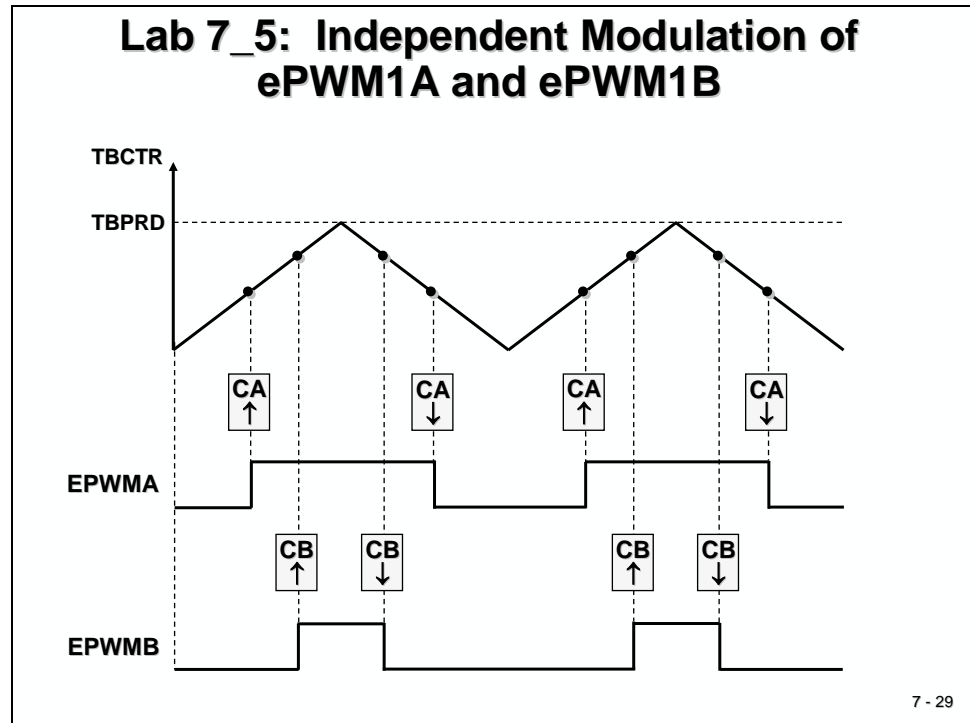 Lab 7_5: Independent Modulation of
ePWM1A and ePWM1B
TBCTR
TBPRD
CA CA CA CA
↑ ↓ ↑ ↓
EPWMA
CB CB CB CB
↑ ↓ ↑ ↓
EPWMB
7 - 29